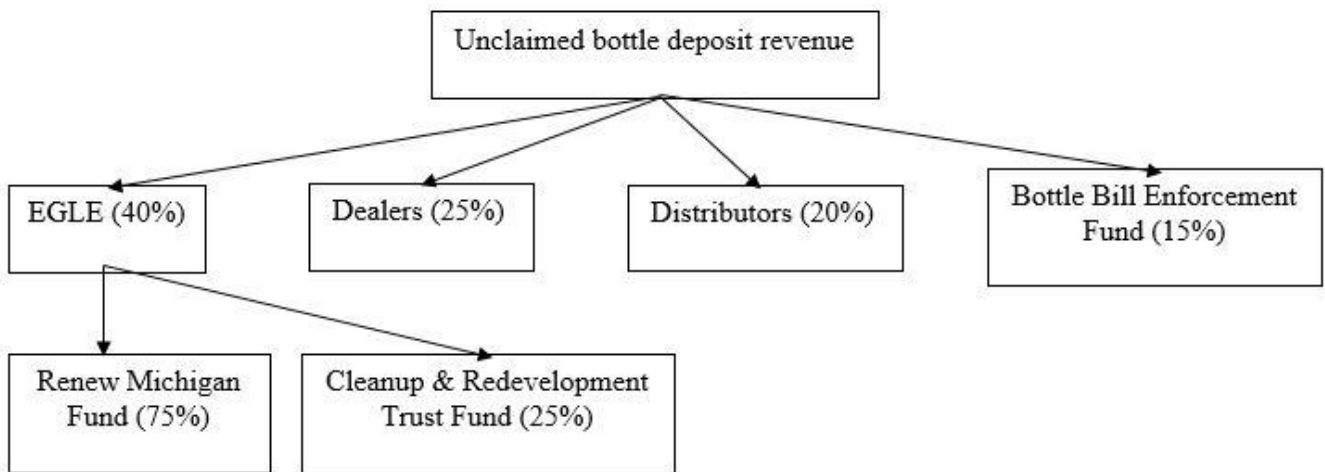 Unclaimed bottle deposit revenue
EGLE (40%)
Dealers (25%)
Distributors (20%)
Bottle Bill Enforcement
Fund (15%)
Renew Michigan
Fund (75%)
Cleanup & Redevelopment
Trust Fund (25%)